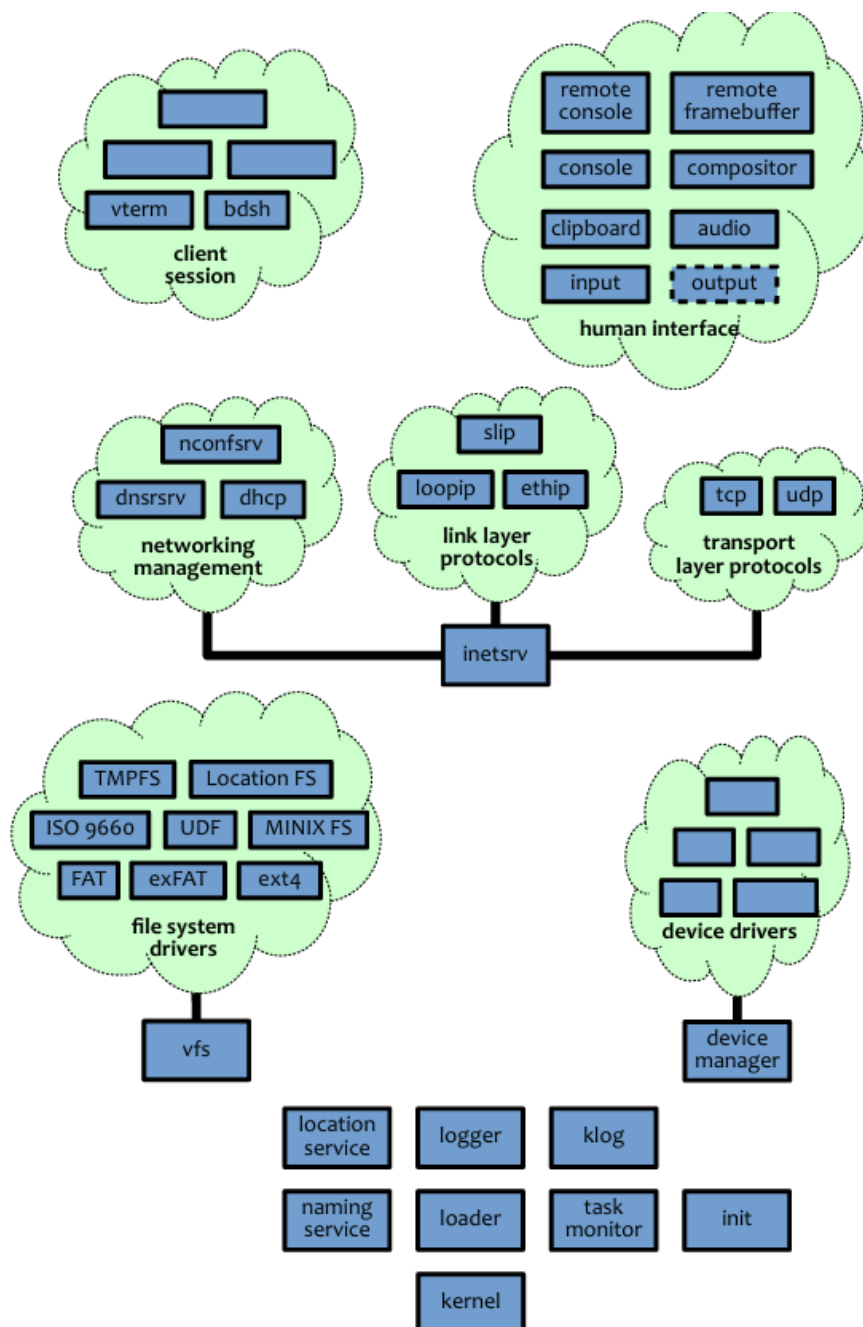 remote
console
remote
framebuffer
console
compositor
vterm
bdsh
clipboard
audio
client
session
input
output
human interface
nconfsrv
slip
dnsrsrv
dhcp
loopip
ethip
tcp
udp
networking
management
link layer
protocols
transport
layer protocols
inetsrv
TMPFS
Location FS
ISO 9660
UDF
MINIX FS
FAT
exFAT
ext4
file system
drivers
device drivers
vfs
device
manager
location
service
logger
klog
naming
service
loader
task
monitor
init
kernel